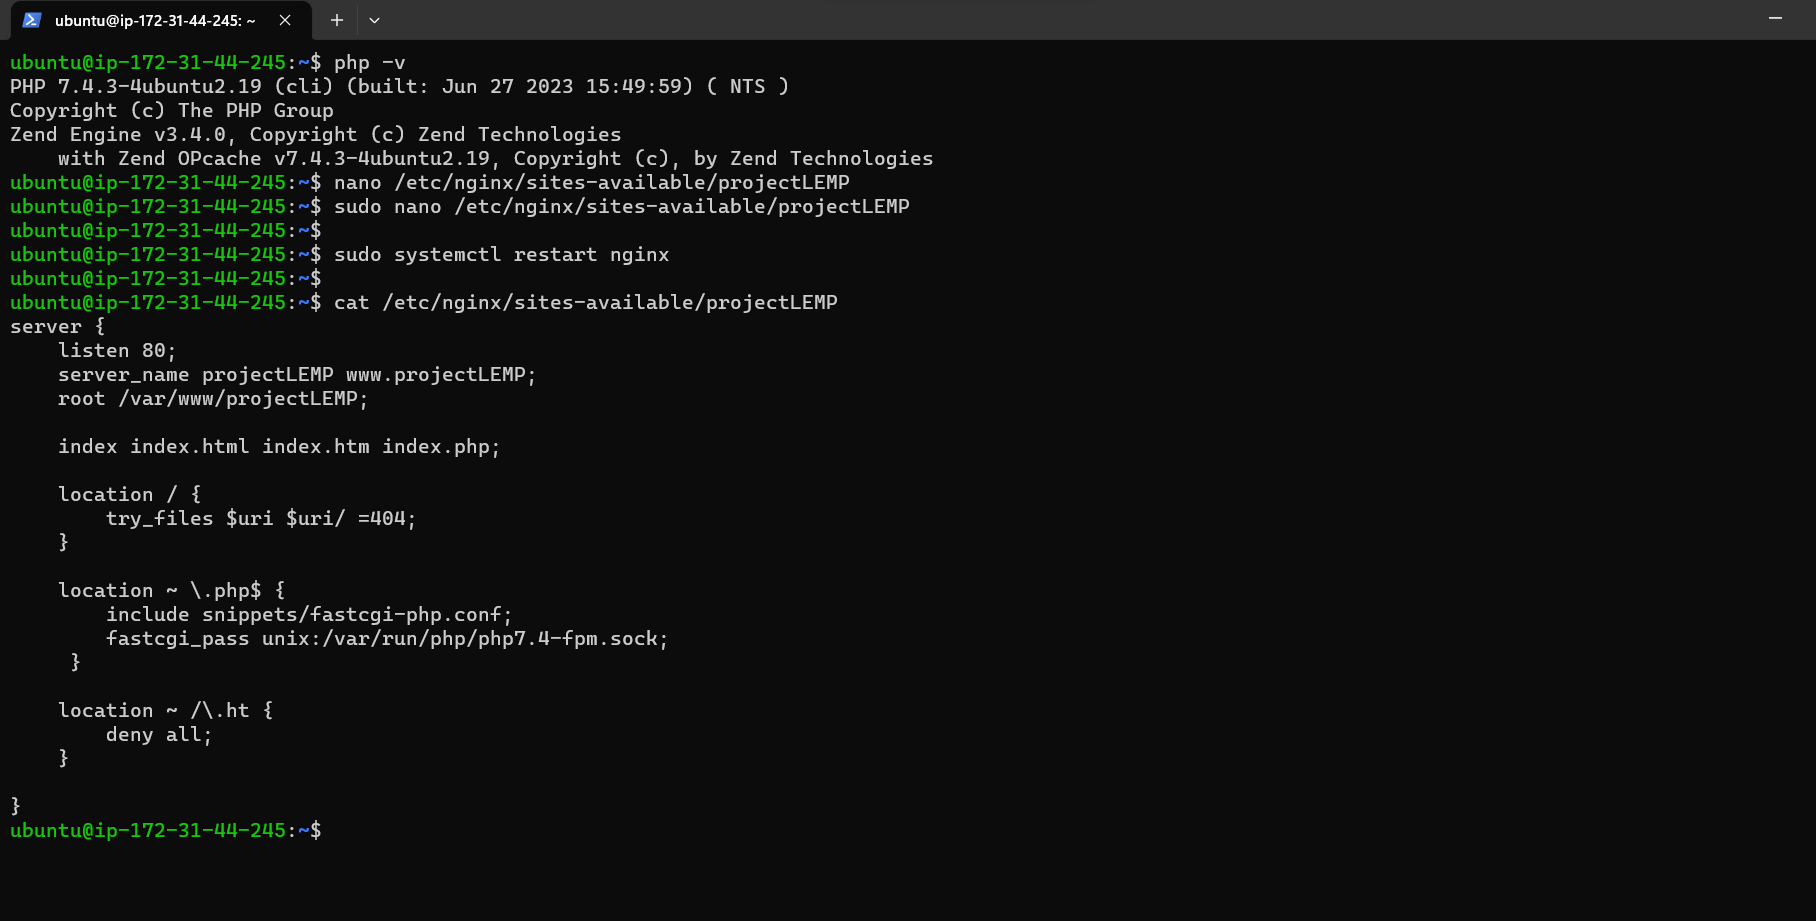 ubuntu@ip-172-31-44-245: ~
ubuntu@ip-172-31-44-245:~$ php -v
PHP 7.4.3-4ubuntu2.19 (cli) (built: Jun 27 2023 15:49:59) ( NTS )
Copyright (c) The PHP Group
Zend Engine v3.4.0, Copyright (c) Zend Technologies
    with Zend OPcache v7.4.3-4ubuntu2.19, Copyright (c), by Zend Technologies
ubuntu@ip-172-31-44-245:~$ nano /etc/nginx/sites-available/projectLEMP
ubuntu@ip-172-31-44-245:~$ sudo nano /etc/nginx/sites-available/projectLEMP
ubuntu@ip-172-31-44-245:~$
ubuntu@ip-172-31-44-245:~$ sudo systemctl restart nginx
ubuntu@ip-172-31-44-245:~$
ubuntu@ip-172-31-44-245:~$ cat /etc/nginx/sites-available/projectLEMP
server {
    listen 80;
    server_name projectLEMP www.projectLEMP;
    root /var/www/projectLEMP;

    index index.html index.htm index.php;

    location / {
        try_files $uri $uri/ =404;
    }

    location ~ \.php$ {
        include snippets/fastcgi-php.conf;
        fastcgi_pass unix:/var/run/php/php7.4-fpm.sock;
     }

    location ~ /\.ht {
        deny all;
    }

}
ubuntu@ip-172-31-44-245:~$